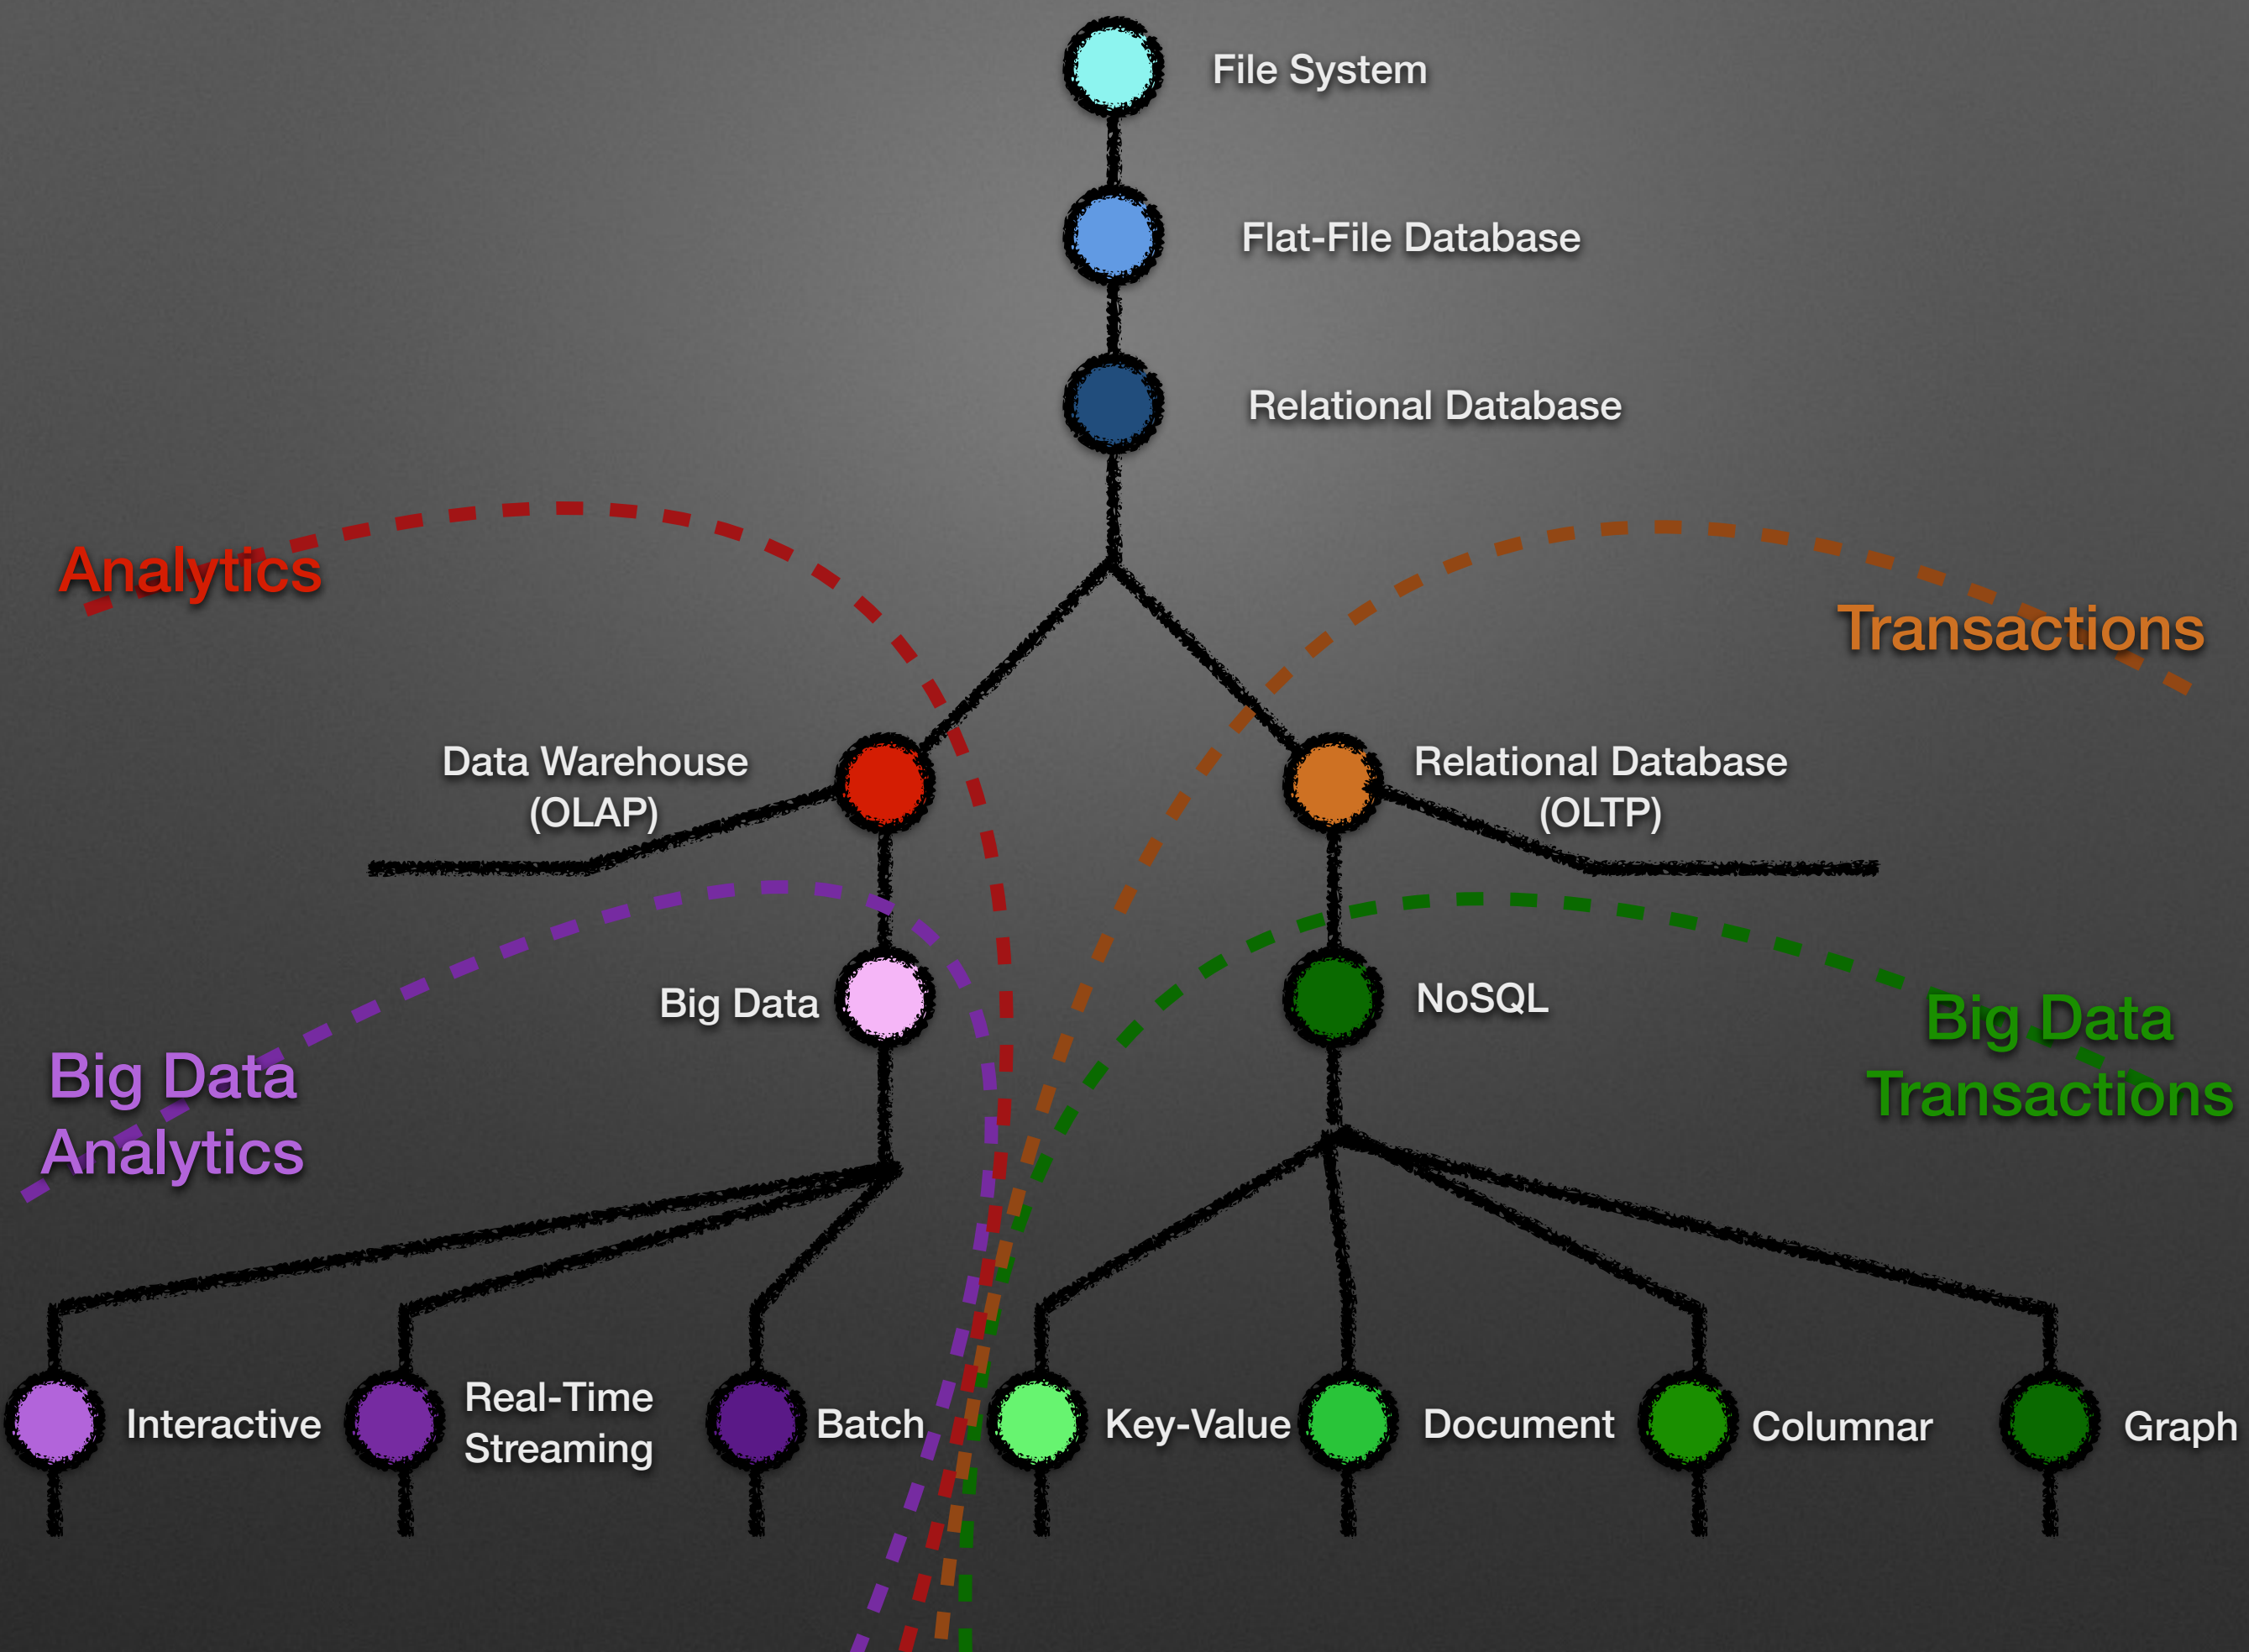 File System
Flat-File Database
Relational Database
Analytics
Transactions
Data Warehouse
(OLAP)
Relational Database
(OLTP)
Big Data
NoSQL
Big Data
Analytics
Big Data
Transactions
Interactive
Real-Time
Streaming
Batch
Key-Value
Document
Columnar
Graph